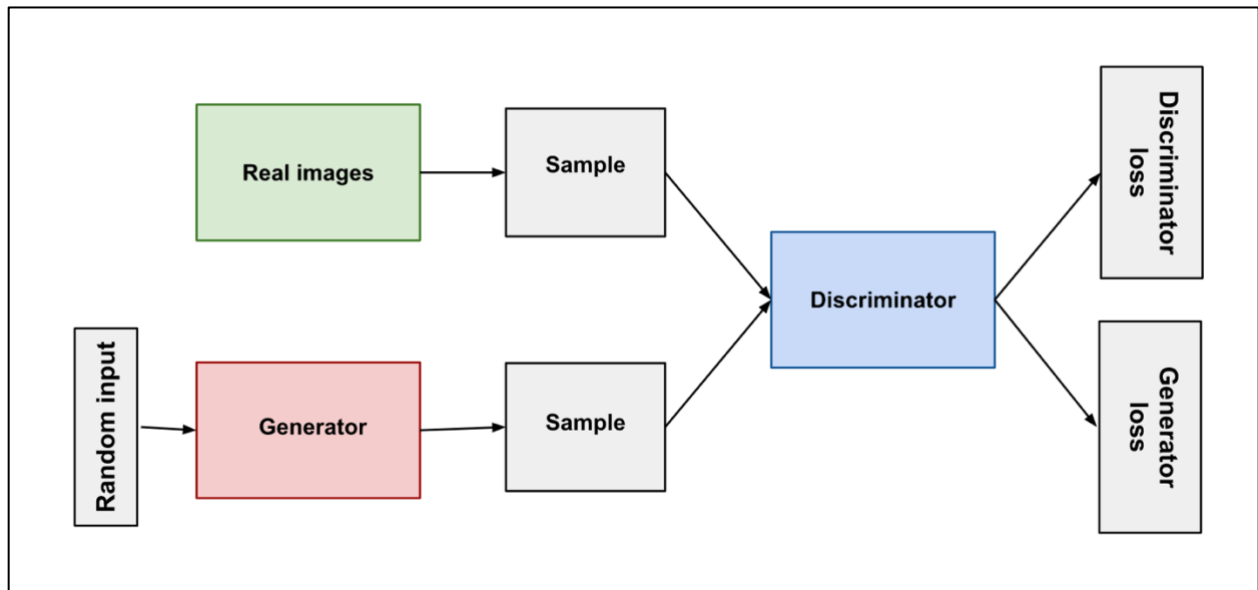 Real images
Sample
Discriminator
loss
Discriminator
Random input
Generator
Sample
Generator
loss